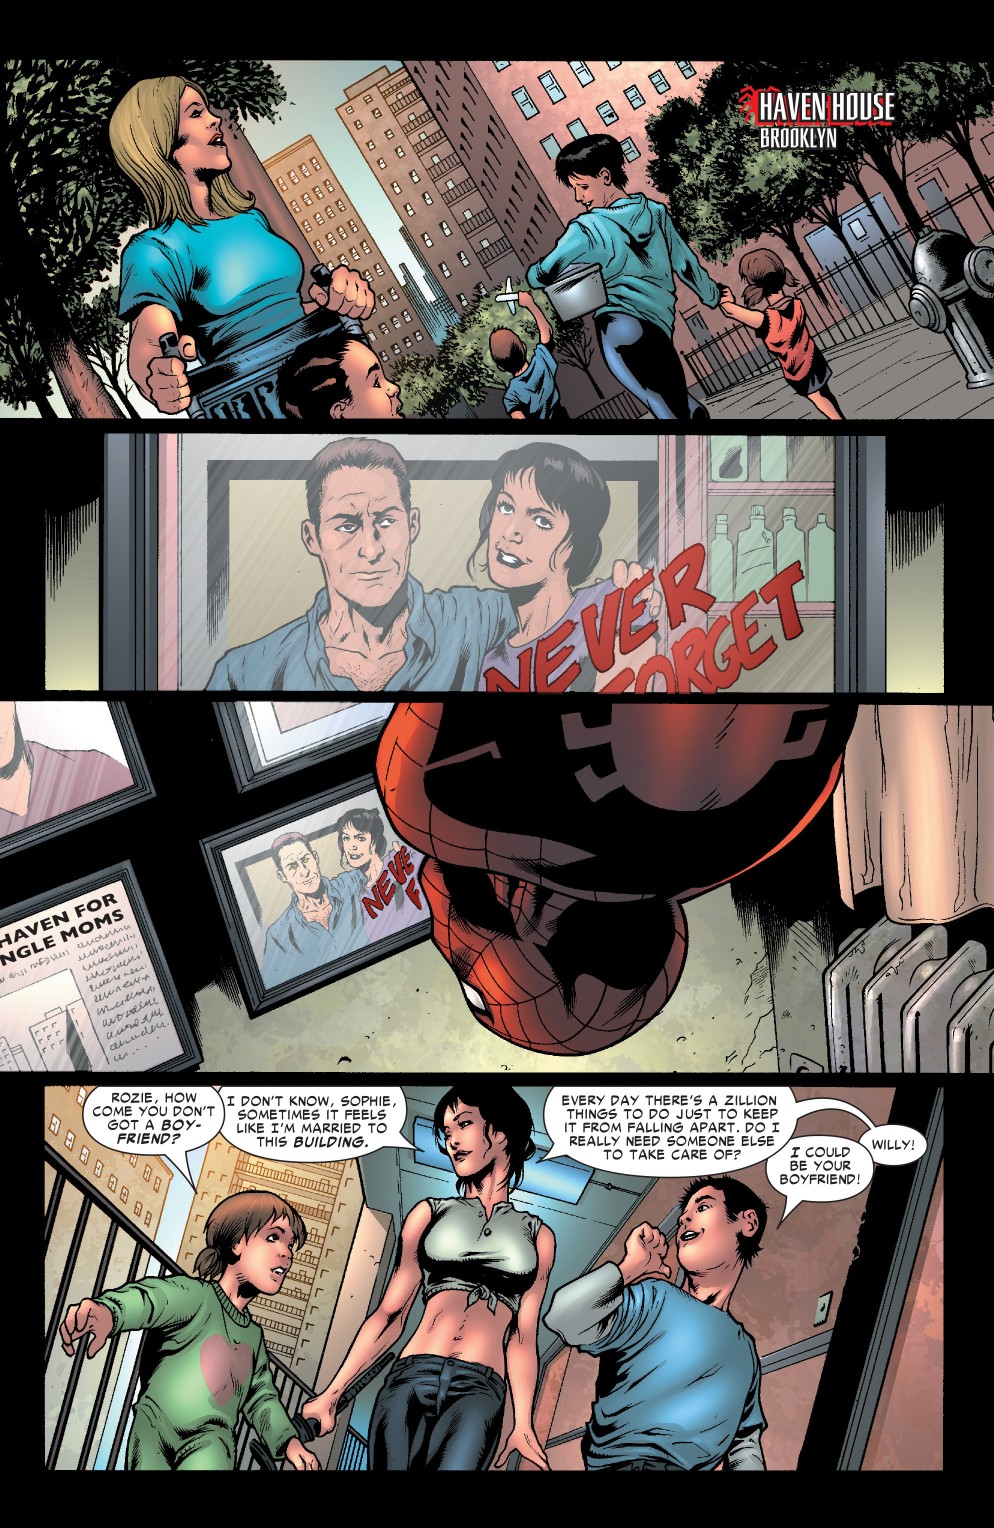 HAVEN HOUSE
BROOKLYN
NEVER
FORGET
NEVE
F
HAVEN FOR
NGLE MOMS
ROZIE, HOW
COME YOU DON'T
GOT A BOY-
FRIEND?
I DON'T KNOW, SOPHIE,
SOMETIMES IT FEELS
LIKE I'M MARRIED TO
THIS BUILDING.
EVERY DAY THERE'S A ZILLION
THINGS TO DO JUST TO KEEP
IT FROM FALLING APART. DO I
REALLY NEED SOMEONE ELSE
TO TAKE CARE OF?
I COULD
BE YOUR
BOYFRIEND!
WILLY!